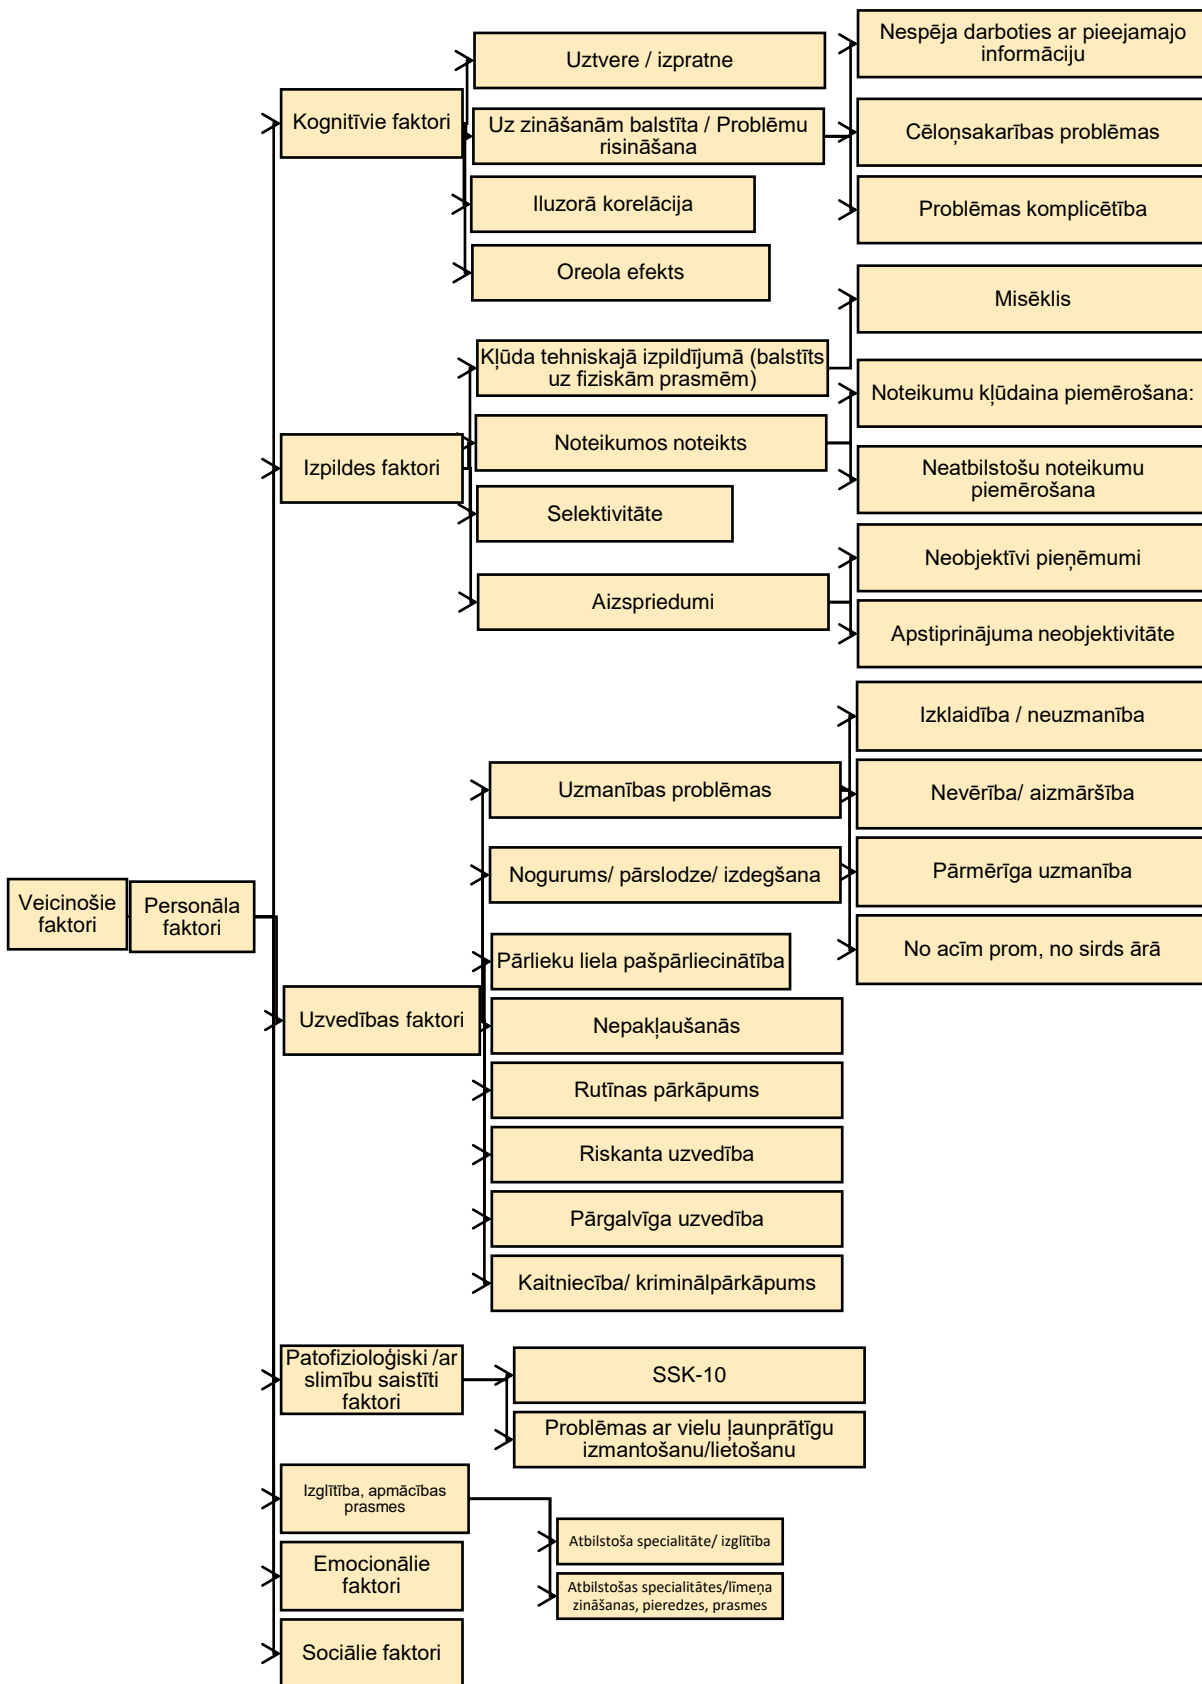 Veicinošie
faktori
Personāla
faktori
Kognitīvie faktori
Uztvere / izpratne
Uz zināšanām balstīta / Problēmu
risināšana
Nespēja darboties ar pieejamajo
informāciju
Cēloņsakarības problēmas
Problēmas komplicētība
Iluzorā korelācija
Oreola efekts
Izpildes faktori
Kļūda tehniskajā izpildījumā (balstīts
uz fiziskām prasmēm)
Misēklis
Noteikumos noteikts
Noteikumu kļūdaina piemērošana:
Neatbilstošu noteikumu
piemērošana
Selektivitāte
Aizspriedumi
Neobjektīvi pieņēmumi
Apstiprinājuma neobjektivitāte
Uzvedības faktori
Uzmanības problēmas
Izklaidība / neuzmanība
Nevērība/ aizmāršība
Pārmērīga uzmanība
No acīm prom, no sirds ārā
Nogurums/ pārslodze/ izdegšana
Pārlieku liela pašpārliecinātība
Nepakļaušanās
Rutīnas pārkāpums
Riskanta uzvedība
Pārgalvīga uzvedība
Kaitniecība/ kriminālpārkāpums
Patofizioloģiski /ar
slimību saistīti
faktori
SSK-10
Problēmas ar vielu ļaunprātīgu
izmantošanu/lietošanu
Izglītība, apmācības
prasmes
Atbilstoša specialitāte/ izglītība
Atbilstošas specialitātes/līmeņa
zināšanas, pieredzes, prasmes
Emocionālie
faktori
Sociālie faktori